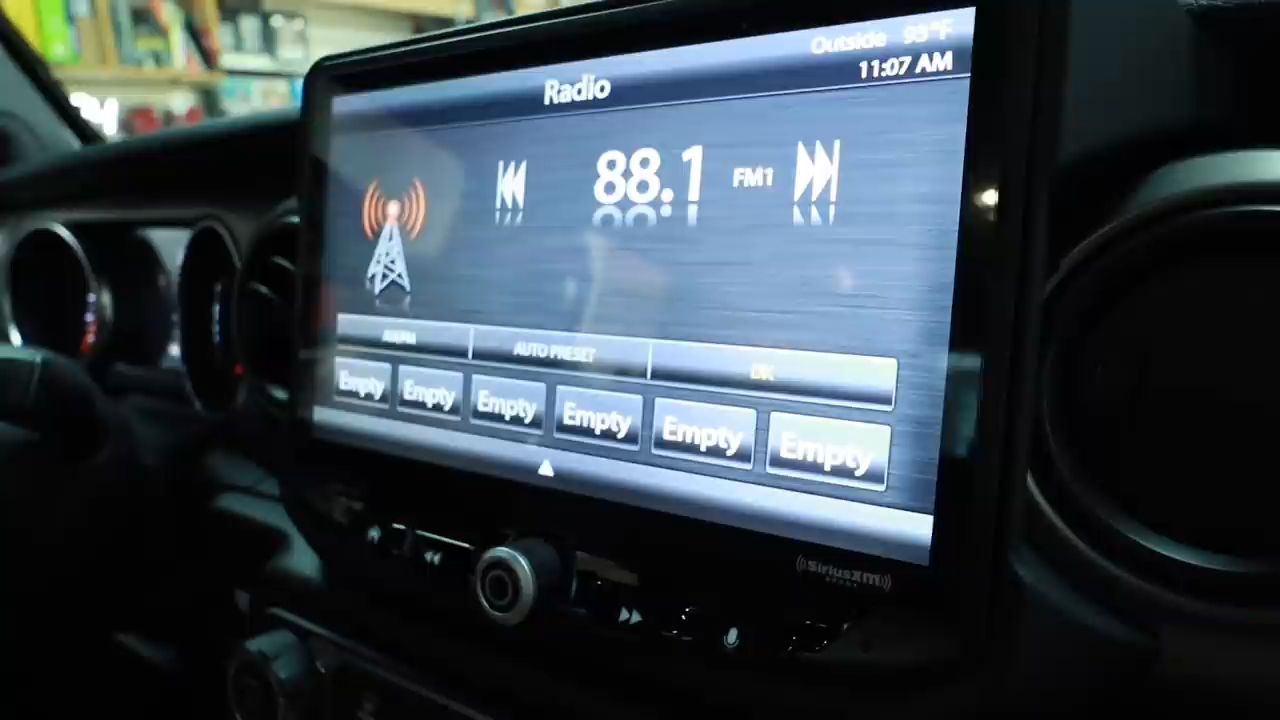 Outside 95°F
Radio
11:07 AM
88.1 FM1
AUTO PRESET
Empty Empty Empty Empty Empty Empty
SiriusXM